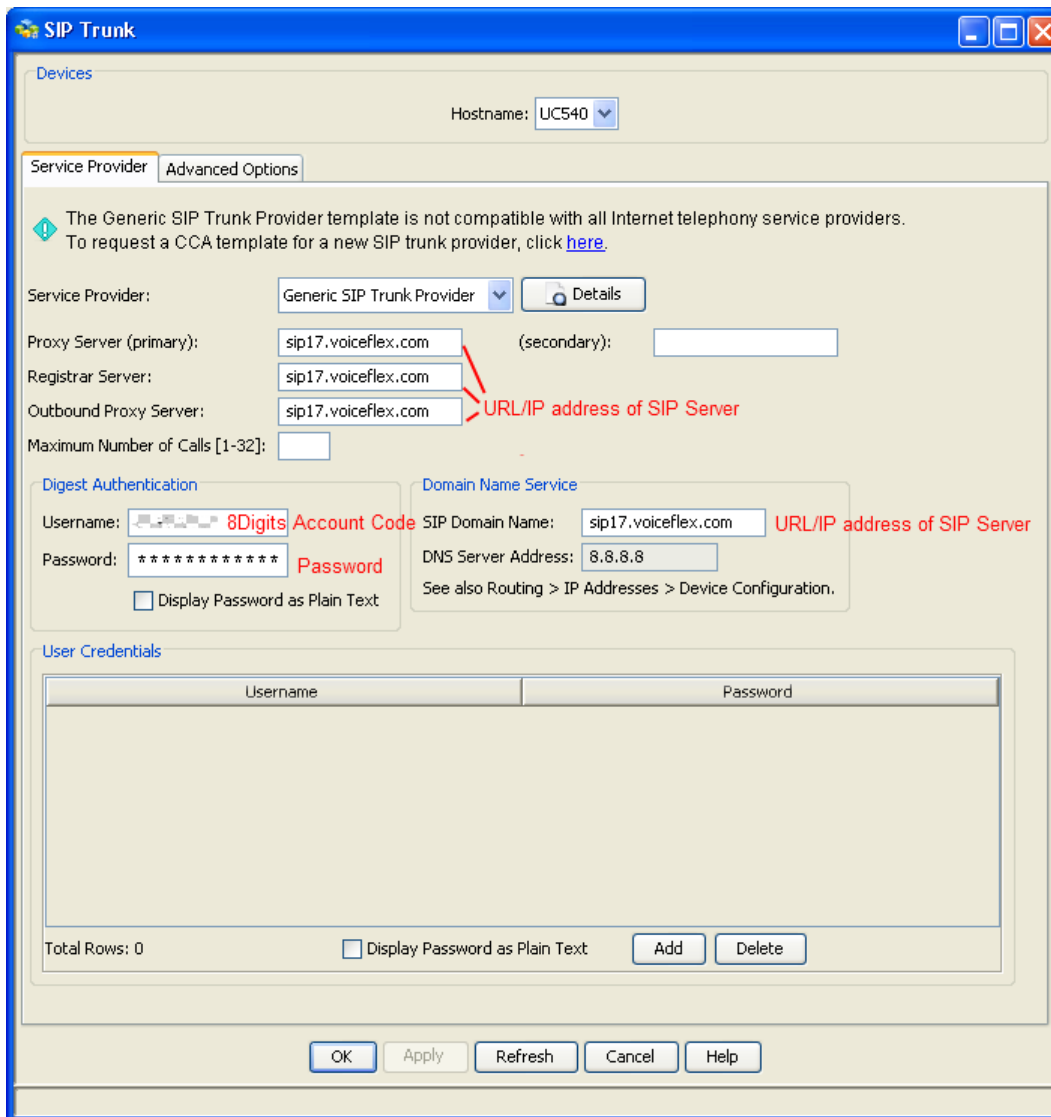 SIP Trunk
Devices
Hostname: UC540
Service Provider Advanced Options
The Generic SIP Trunk Provider template is not compatible with all Internet telephony service providers.
To request a CCA template for a new SIP trunk provider, click here.
Service Provider: Generic SIP Trunk Provider Details
Proxy Server (primary): sip17.voiceflex.com (secondary):
Registrar Server: sip17.voiceflex.com
Outbound Proxy Server: sip17.voiceflex.com URL/IP address of SIP Server
Maximum Number of Calls [1-32]:
Digest Authentication Domain Name Service
Username: 8Digits Account Code SIP Domain Name: sip17.voiceflex.com URL/IP address of SIP Server
Password: ************ Password DNS Server Address: 8.8.8.8
Display Password as Plain Text See also Routing > IP Addresses > Device Configuration.
User Credentials
Username Password
Total Rows: 0 Display Password as Plain Text Add Delete
OK Apply Refresh Cancel Help